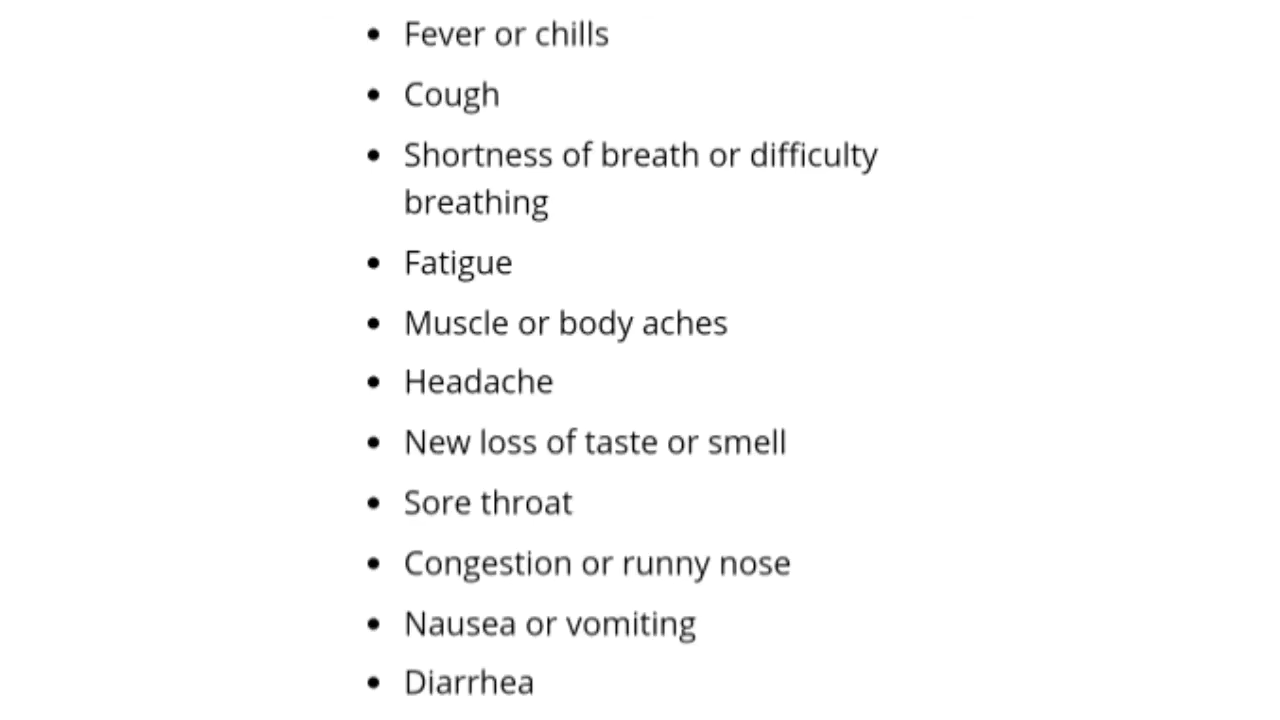 • Fever or chills
• Cough
• Shortness of breath or difficulty
breathing
• Fatigue
• Muscle or body aches
• Headache
• New loss of taste or smell
• Sore throat
• Congestion or runny nose
• Nausea or vomiting
• Diarrhea